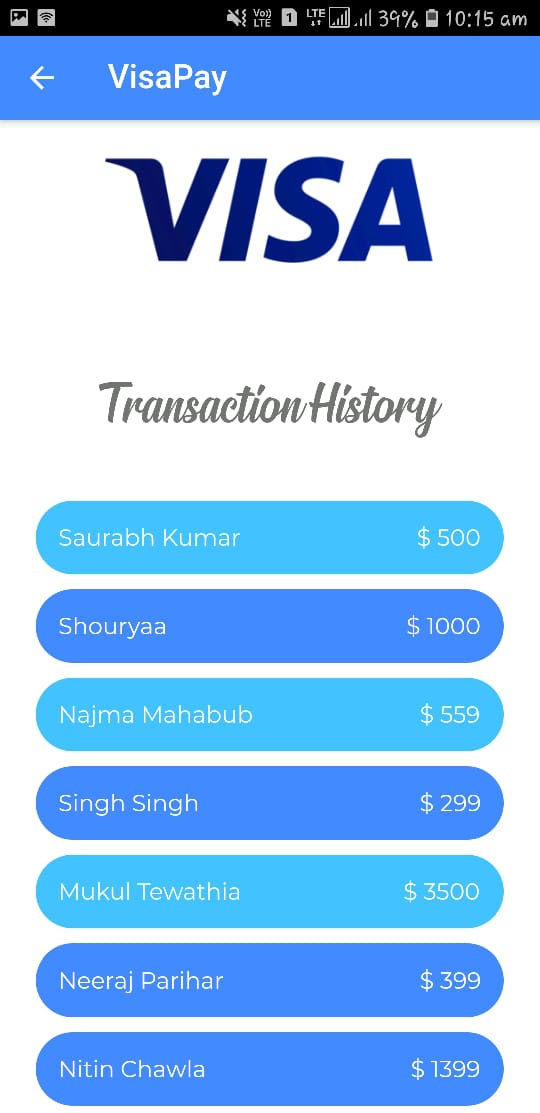 Vo)) LTE 1 LTE 39% 10:15 am
VisaPay
VISA
Transaction History
Saurabh Kumar $ 500
Shouryaa $ 1000
Najma Mahabub $ 559
Singh Singh $ 299
Mukul Tewathia $ 3500
Neeraj Parihar $ 399
Nitin Chawla $ 1399